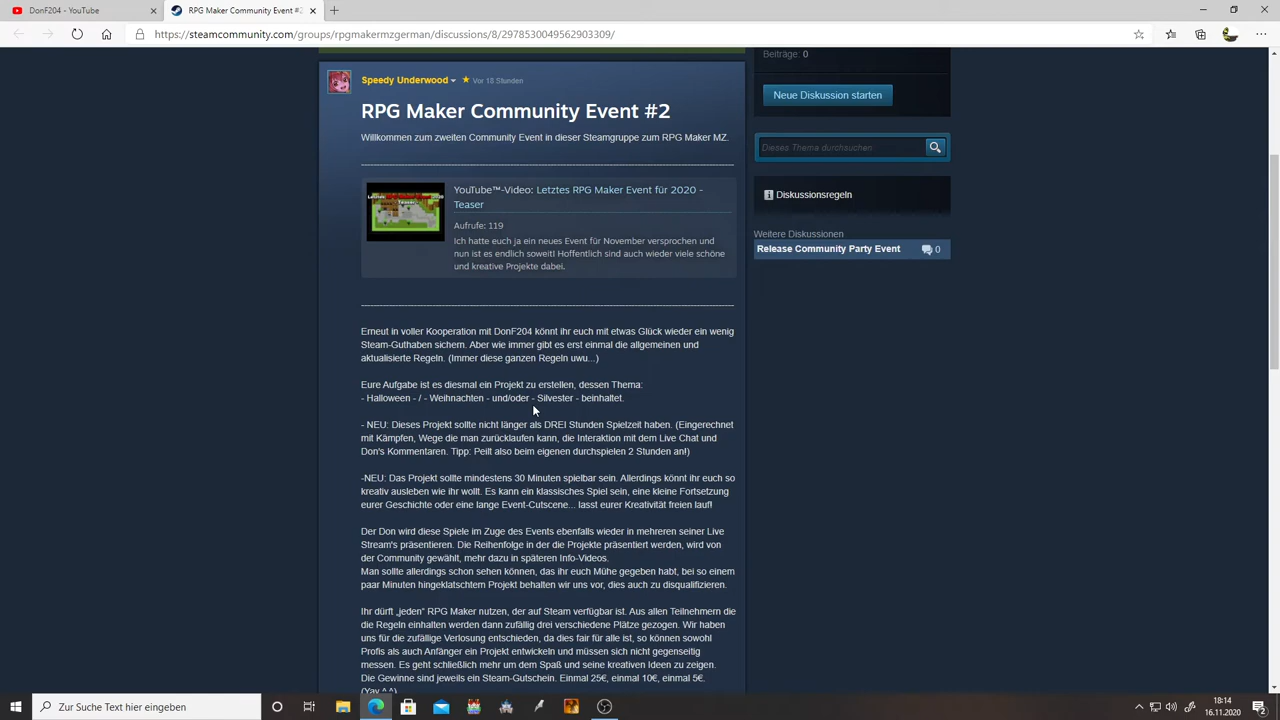 DonF204 - YouTube
RPG Maker Community Event #2
https://steamcommunity.com/groups/rpgmakermzgerman/discussions/8/2978530049562903309/
Beiträge: 0
Neue Diskussion starten
Dieses Thema durchsuchen
Diskussionsregeln
Weitere Diskussionen
Release Community Party Event 0
Speedy Underwood ★ Vor 18 Stunden
RPG Maker Community Event #2
Willkommen zum zweiten Community Event in dieser Steamgruppe zum RPG Maker MZ.
YouTube™-Video: Letztes RPG Maker Event für 2020 -
Teaser
Aufrufe: 119
Ich hatte euch ja ein neues Event für November versprochen und
nun ist es endlich soweit! Hoffentlich sind auch wieder viele schöne
und kreative Projekte dabei.
Erneut in voller Kooperation mit DonF204 könnt ihr euch mit etwas Glück wieder ein wenig
Steam-Guthaben sichern. Aber wie immer gibt es erst einmal die allgemeinen und
aktualisierte Regeln. (Immer diese ganzen Regeln uwu...)
Eure Aufgabe ist es diesmal ein Projekt zu erstellen, dessen Thema:
- Halloween - / - Weihnachten - und/oder - Silvester - beinhaltet.
- NEU: Dieses Projekt sollte nicht länger als DREI Stunden Spielzeit haben. (Eingerechnet
mit Kämpfen, Wege die man zurücklaufen kann, die Interaktion mit dem Live Chat und
Don's Kommentaren. Tipp: Peilt also beim eigenen durchspielen 2 Stunden an!)
-NEU: Das Projekt sollte mindestens 30 Minuten spielbar sein. Allerdings könnt ihr euch so
kreativ ausleben wie ihr wollt. Es kann ein klassisches Spiel sein, eine kleine Fortsetzung
eurer Geschichte oder eine lange Event-Cutscene... lasst eurer Kreativität freien lauf!
Der Don wird diese Spiele im Zuge des Events ebenfalls wieder in mehreren seiner Live
Stream's präsentieren. Die Reihenfolge in der die Projekte präsentiert werden, wird von
der Community gewählt, mehr dazu in späteren Info-Videos.
Man sollte allerdings schon sehen können, das ihr euch Mühe gegeben habt, bei so einem
paar Minuten hingeklatschtem Projekt behalten wir uns vor, dies auch zu disqualifizieren.
Ihr dürft „jeden" RPG Maker nutzen, der auf Steam verfügbar ist. Aus allen Teilnehmern die
die Regeln einhalten werden dann zufällig drei verschiedene Plätze gezogen. Wir haben
uns für die zufällige Verlosung entschieden, da dies fair für alle ist, so können sowohl
Profis als auch Anfänger ein Projekt entwickeln und müssen sich nicht gegenseitig
messen. Es geht schließlich mehr um dem Spaß und seine kreativen Ideen zu zeigen.
Die Gewinne sind jeweils ein Steam-Gutschein. Einmal 25€, einmal 10€, einmal 5€.
(Yay ^.^)
Zur Suche Text hier eingeben
18:14
16.11.2020